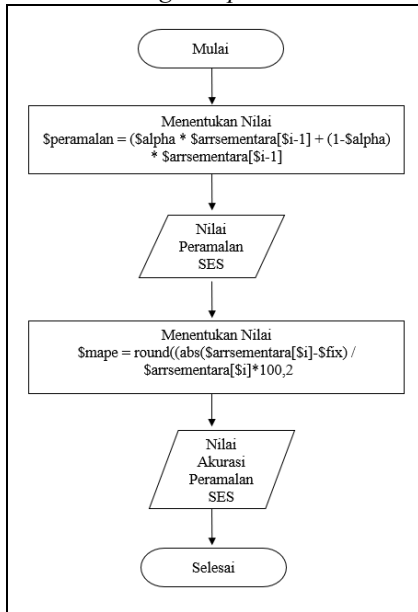 Mulai
Menentukan Nilai
$peramalan = ($alpha * $arrsementara[$i-1] + (1-$alpha)
* $arrsementara[$i-1]
Nilai
Peramalan
SES
Menentukan Nilai
$mape = round((abs($arrsementara[$i]-$fix) /
$arrsementara[$i]*100,2
Nilai
Akurasi
Peramalan
SES
Selesai